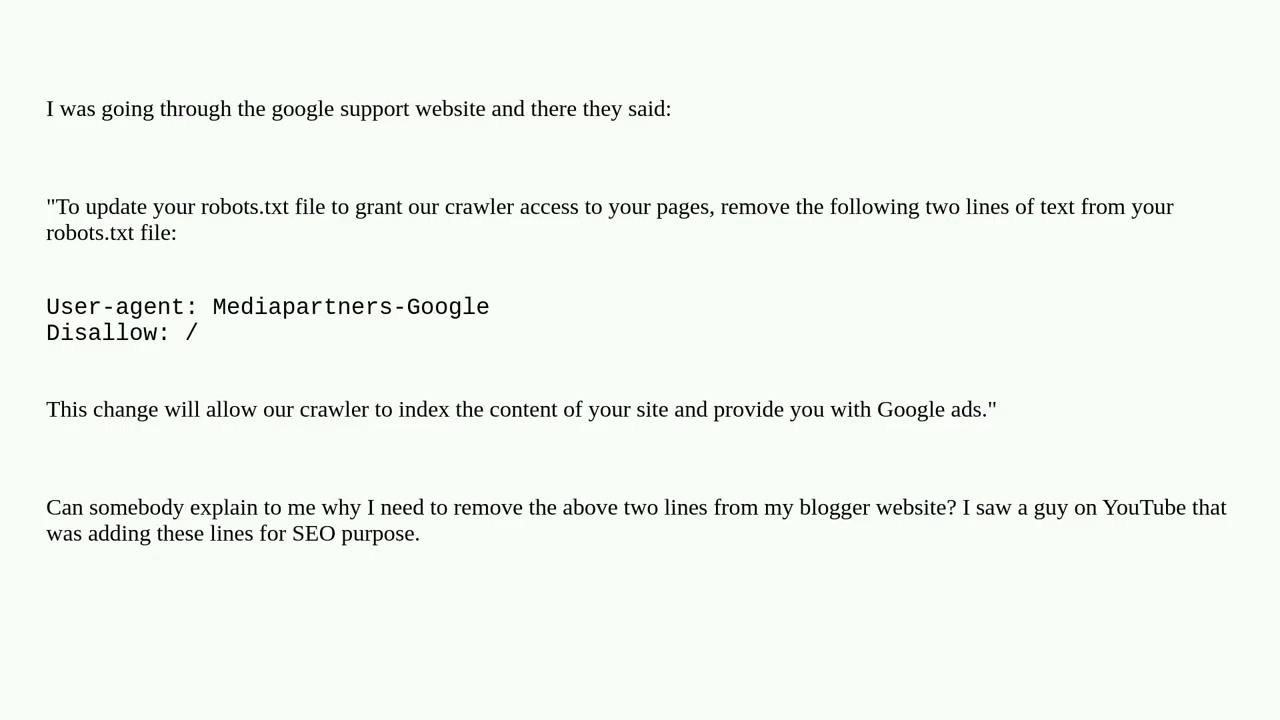 I was going through the google support website and there they said:
"To update your robots.txt file to grant our crawler access to your pages, remove the following two lines of text from your
robots.txt file:
User-agent: Mediapartners-Google
Disallow: /
This change will allow our crawler to index the content of your site and provide you with Google ads."
Can somebody explain to me why I need to remove the above two lines from my blogger website? I saw a guy on YouTube that
was adding these lines for SEO purpose.